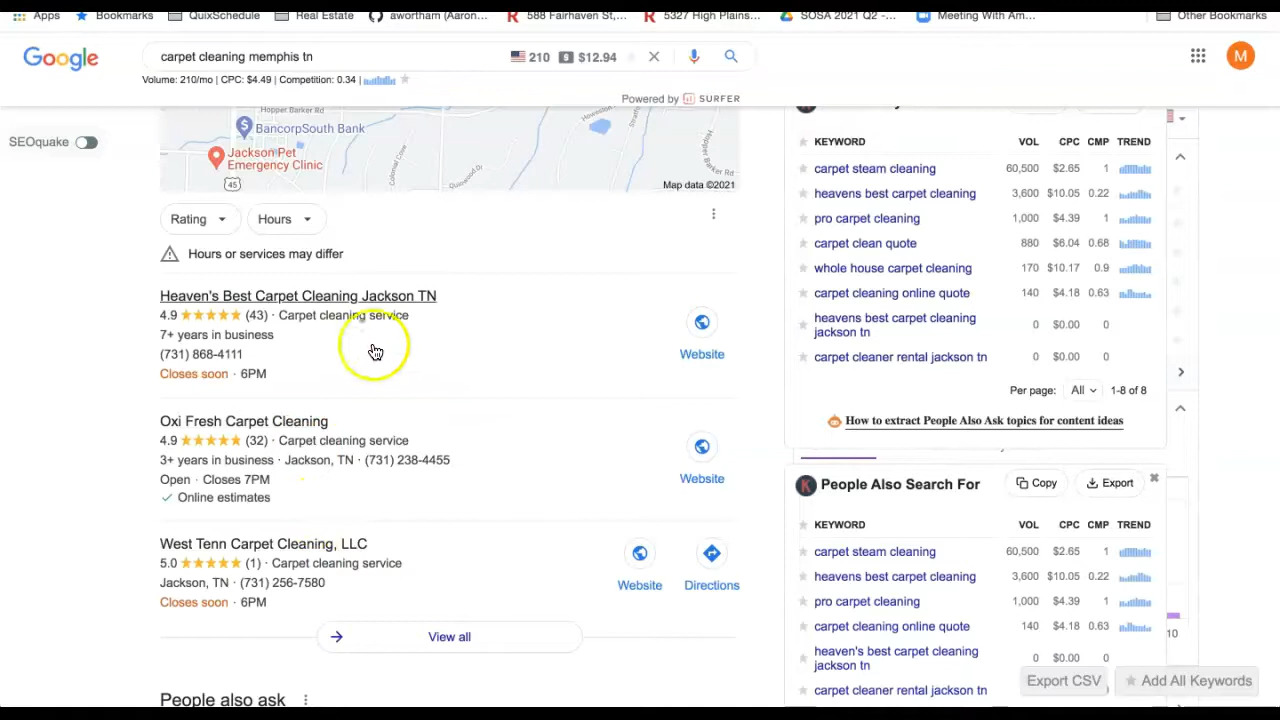 Apps
Bookmarks
QuixSchedule
Real Estate
awortham (Aaron...
588 Fairhaven St,...
5327 High Plains...
SOSA 2021 Q2 -...
Meeting With Am...
Other Bookmarks
Google
carpet cleaning memphis tn
210
$12.94
M
Volume: 210/mo | CPC: $4.49 | Competition: 0.34 |
Powered by SURFER
SEOquake
Hopper Barker Rd
BancorpSouth Bank
Jackson Pet
Emergency Clinic
45
Colonial
Map data ©2021
Rating
Hours
Hours or services may differ
Heaven's Best Carpet Cleaning Jackson TN
4.9 (43) · Carpet cleaning service
7+ years in business
(731) 868-4111
Closes soon · 6PM
Website
Oxi Fresh Carpet Cleaning
4.9 (32) · Carpet cleaning service
3+ years in business · Jackson, TN · (731) 238-4455
Open · Closes 7PM
Online estimates
Website
West Tenn Carpet Cleaning, LLC
5.0 (1) · Carpet cleaning service
Jackson, TN · (731) 256-7580
Closes soon · 6PM
Website
Directions
View all
People also ask
KEYWORD VOL CPC CMP TREND
carpet steam cleaning 60,500 $2.65 1
heavens best carpet cleaning 3,600 $10.05 0.22
pro carpet cleaning 1,000 $4.39 1
carpet clean quote 880 $6.04 0.68
whole house carpet cleaning 170 $10.17 0.9
carpet cleaning online quote 140 $4.18 0.63
heavens best carpet cleaning
jackson tn 0 $0.00 0
carpet cleaner rental jackson tn 0 $0.00 0
Per page: All 1-8 of 8
How to extract People Also Ask topics for content ideas
K People Also Search For
Copy
Export
KEYWORD VOL CPC CMP TREND
carpet steam cleaning 60,500 $2.65 1
heavens best carpet cleaning 3,600 $10.05 0.22
pro carpet cleaning 1,000 $4.39 1
carpet cleaning online quote 140 $4.18 0.63
heaven's best carpet cleaning
jackson tn 0 $0.00 0
carpet cleaner rental jackson tn 0 $0.00
10
Export CSV
Add All Keywords